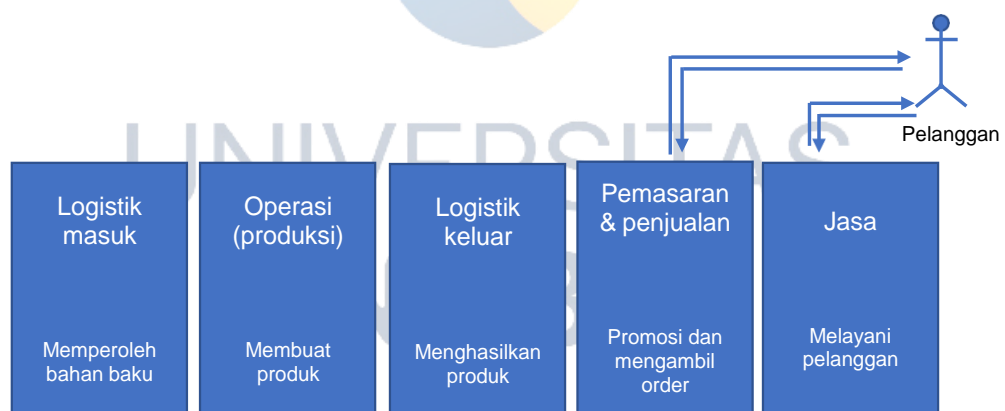 Pelanggan
UNIVERSITAS
Logistik
masuk
Memperoleh
bahan baku
Operasi
(produksi)
Membuat
produk
Logistik
keluar
Menghasilkan
produk
Pemasaran
& penjualan
Promosi dan
mengambil
order
Jasa
Melayani
pelanggan